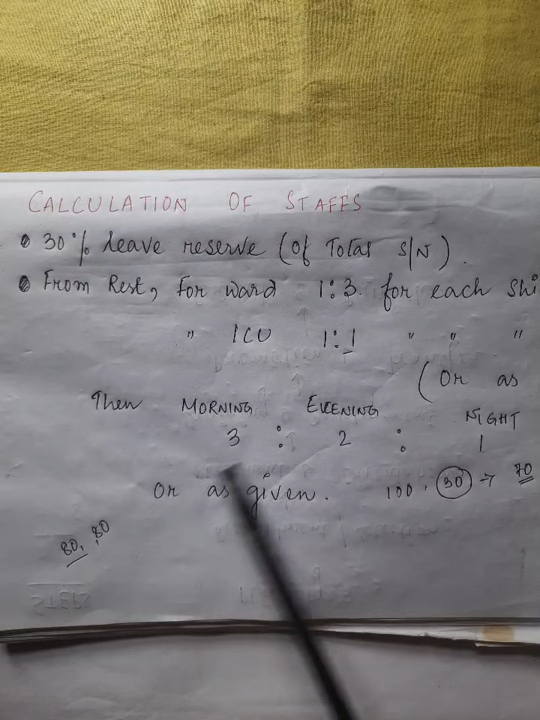 CALCULATION OF STAFFS
• 30% leave reserve (Of Total S/N).
• From Rest, For ward 1:3 for each Shi
" ICU 1:1 " " "
(Or as
Then MORNING EVENING NIGHT
3 : 2 : 1
Or as given. 100. 30 → 70
80, 80
STEPS